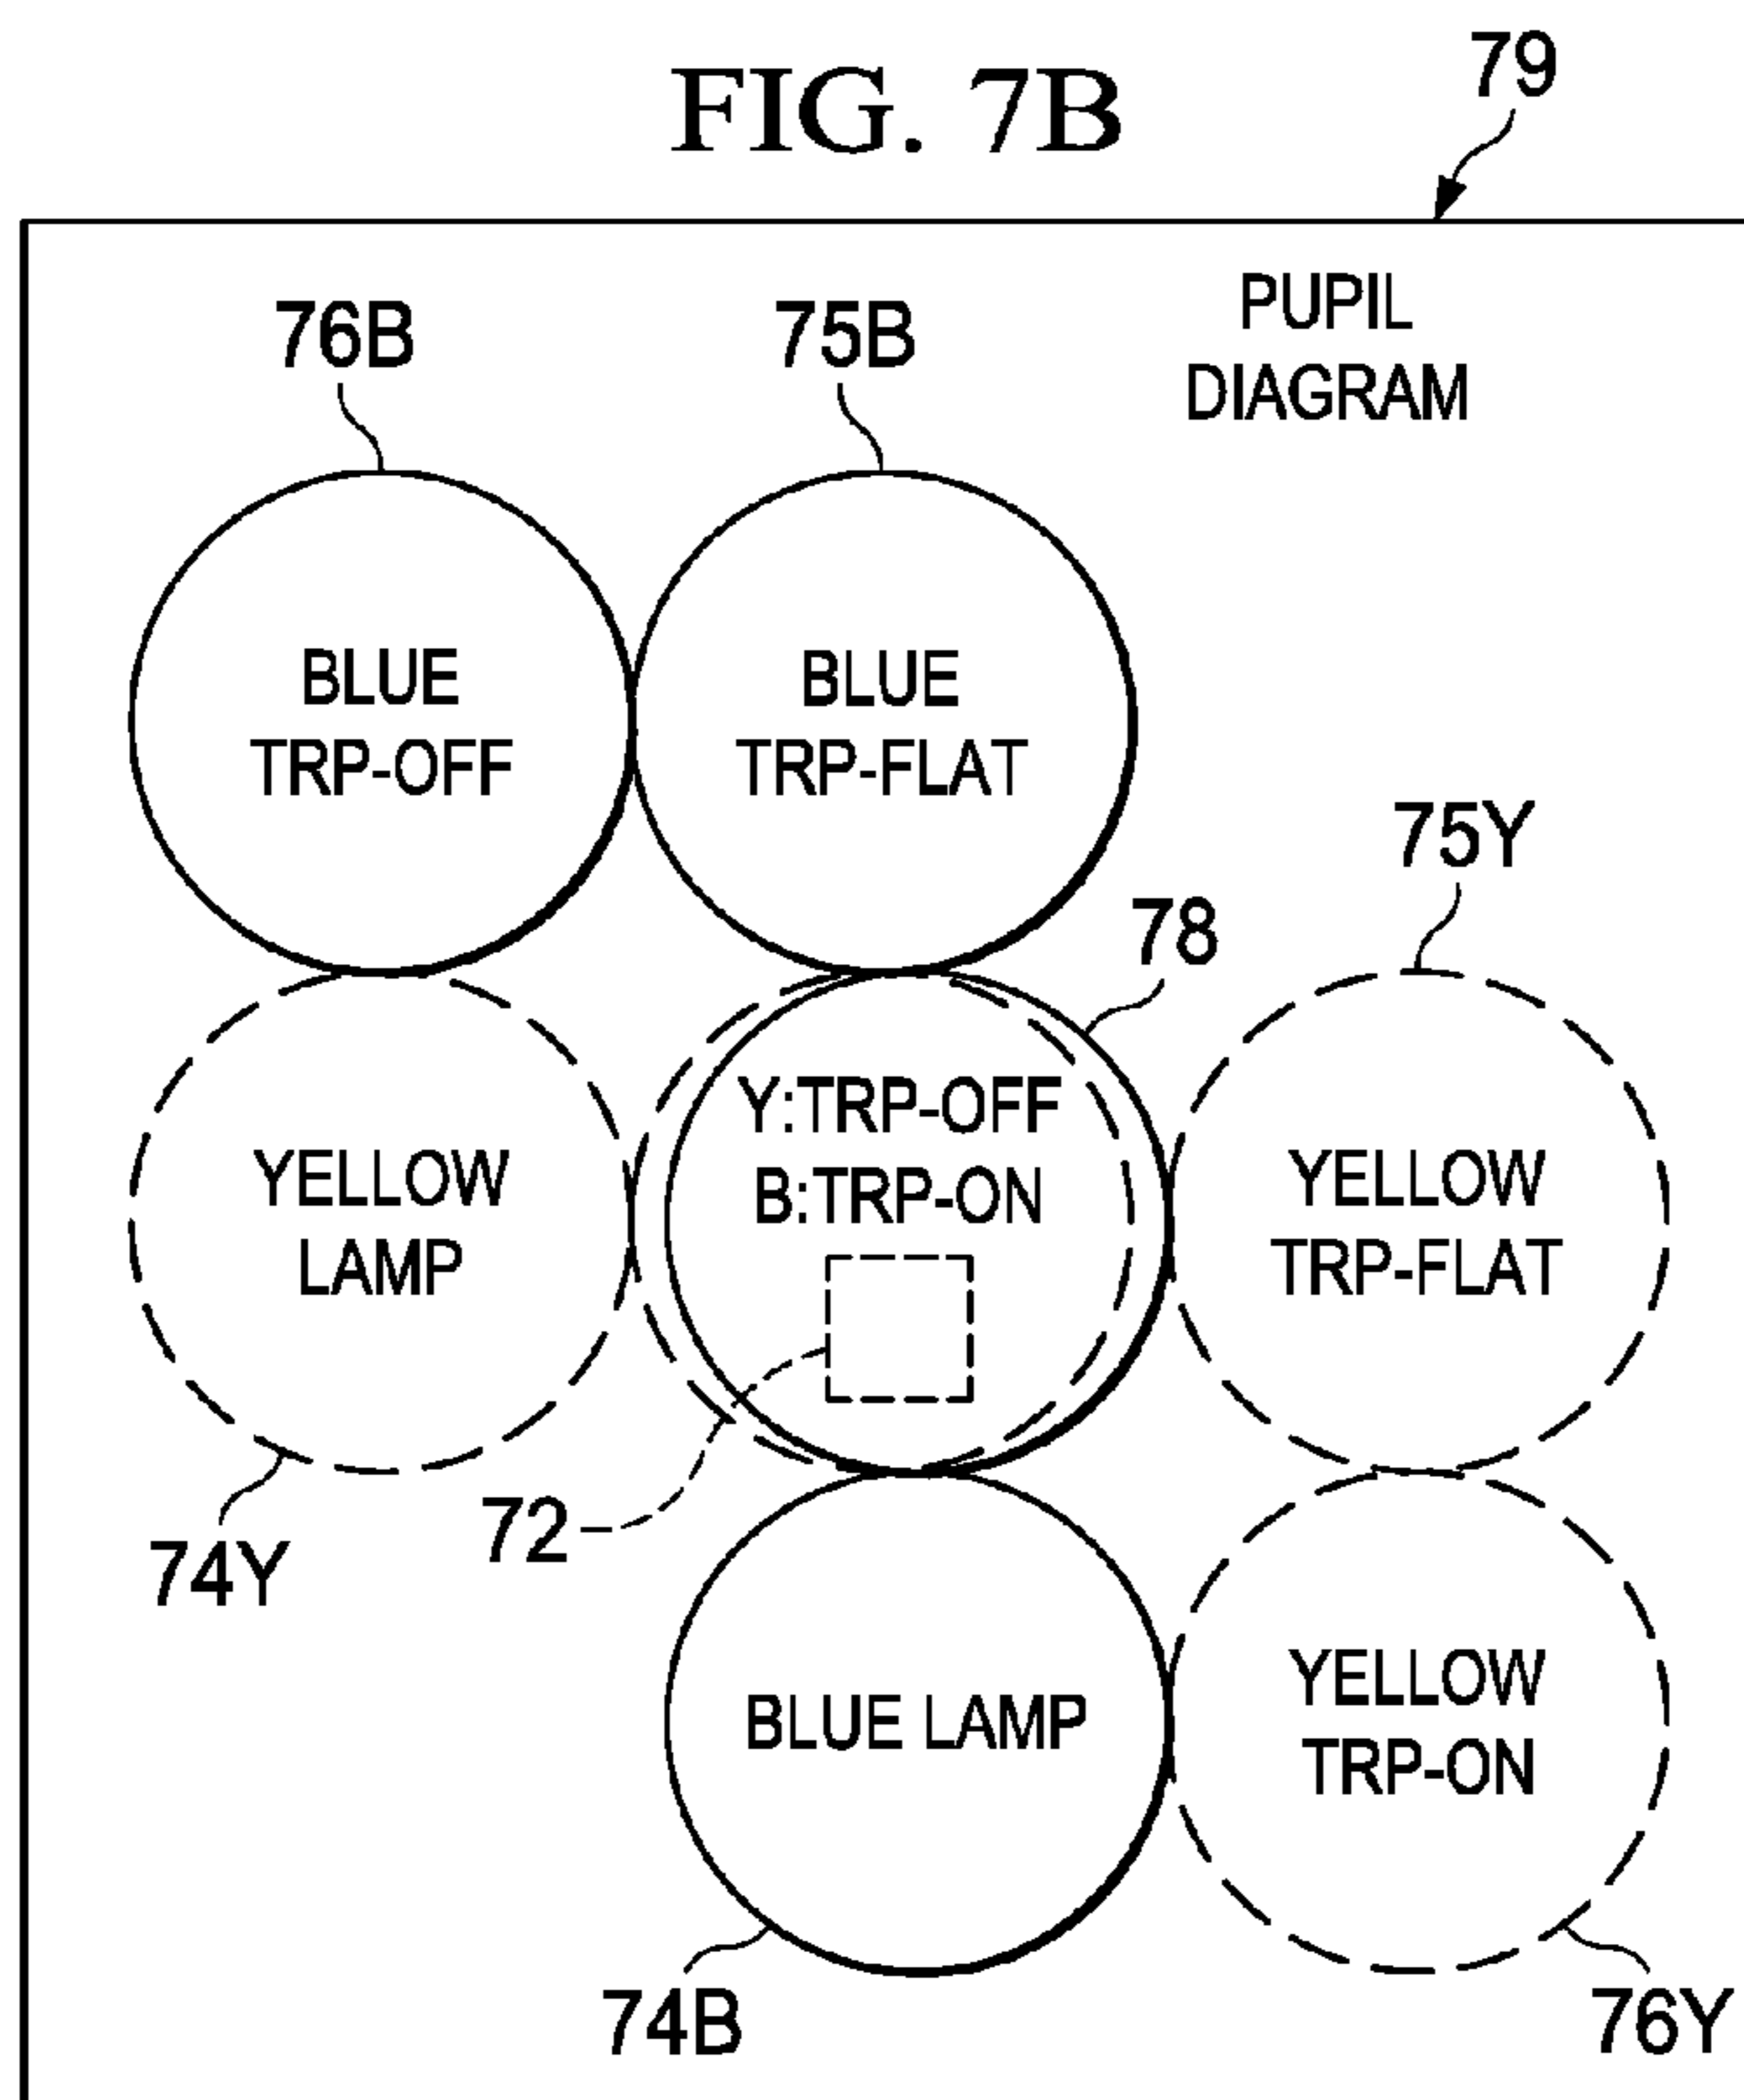 FIG. 7B
79
PUPIL
DIAGRAM
76B
75B
BLUE
TRP-OFF
BLUE
TRP-FLAT
75Y
78
Y:TRP-OFF
B:TRP-ON
YELLOW
LAMP
YELLOW
TRP-FLAT
72
74Y
BLUE LAMP
YELLOW
TRP-ON
74B
76Y